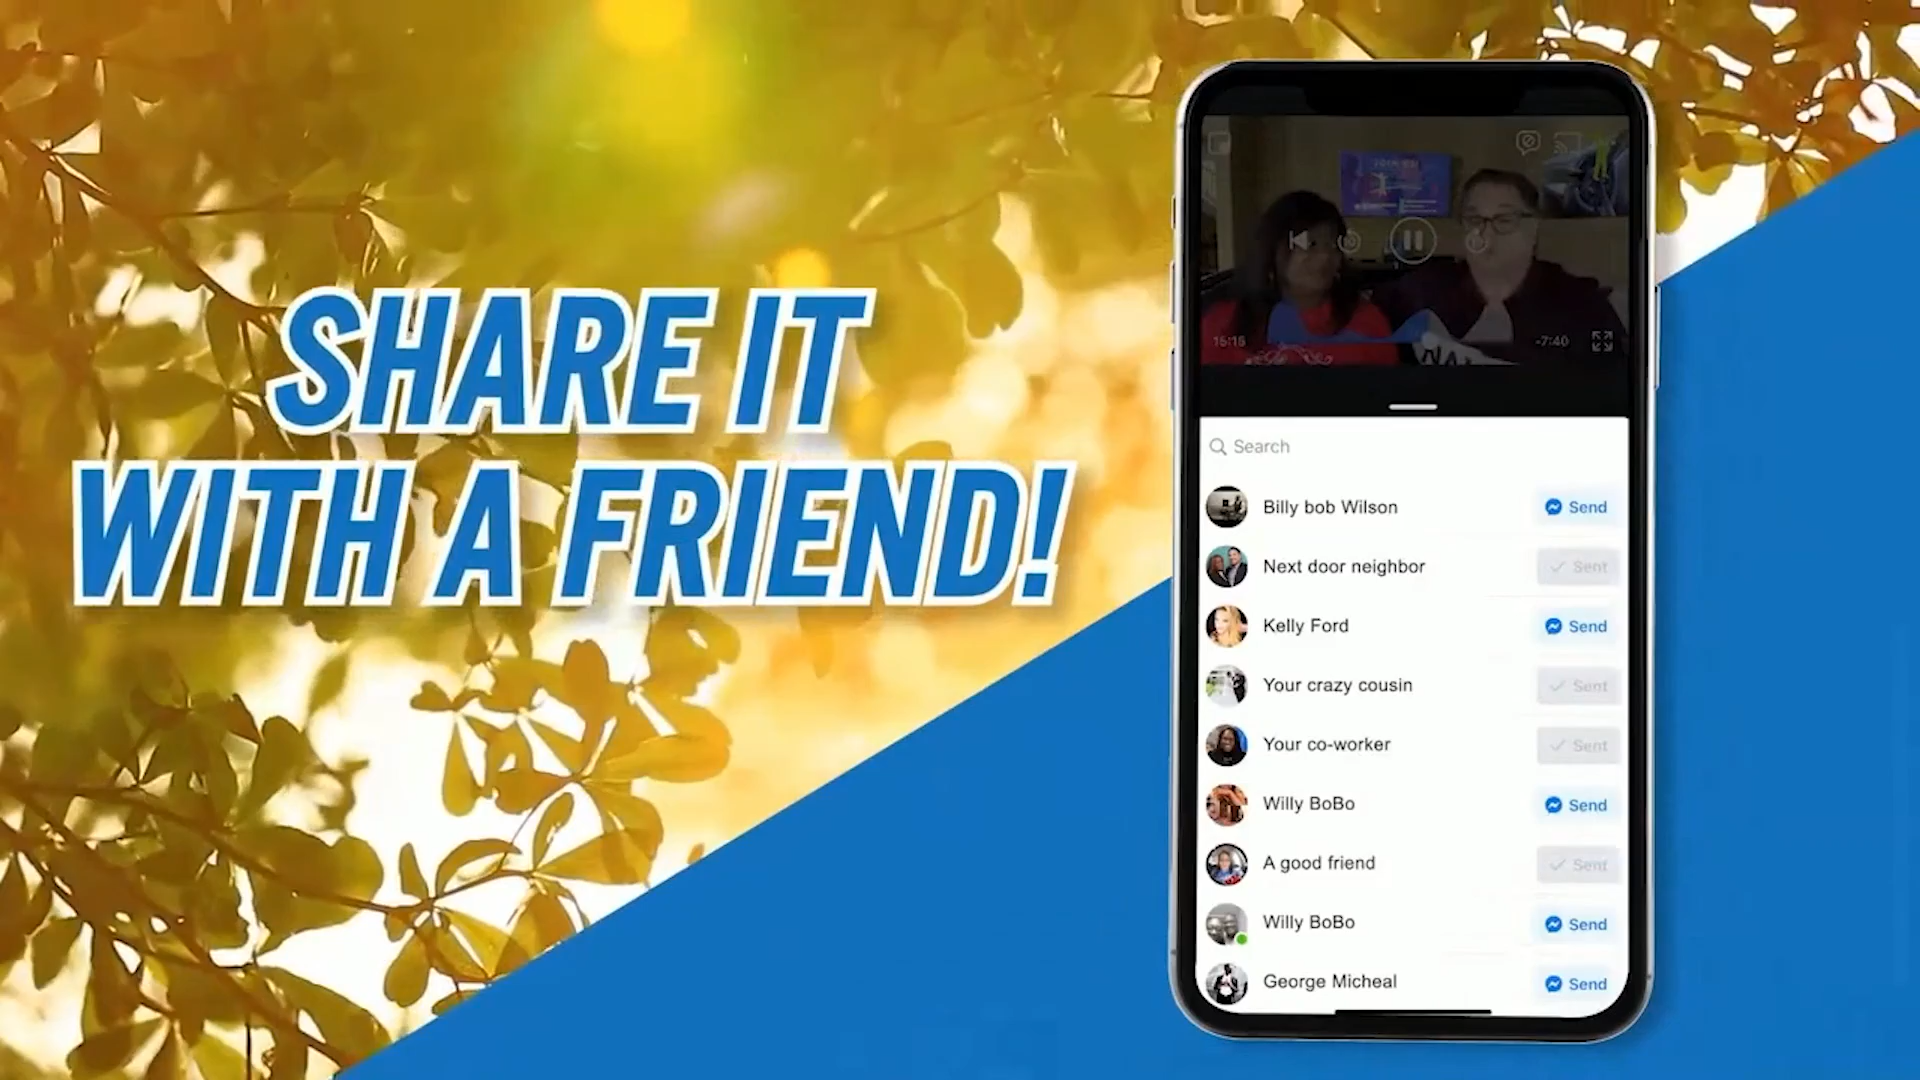 SHARE IT
WITH A FRIEND!
JOIN US!
15:15
-7:40
Search
Billy bob Wilson Send
Next door neighbor Sent
Kelly Ford Send
Your crazy cousin Sent
Your co-worker Sent
Willy BoBo Send
A good friend Sent
Willy BoBo Send
George Micheal Send